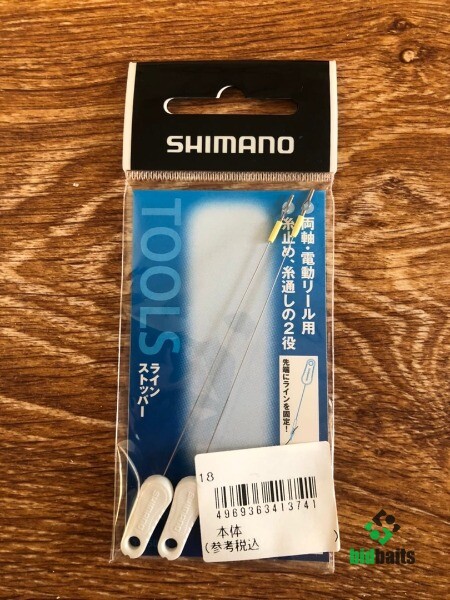 SHIMANO
TOOLS
ライン
ストッパー
両軸・電動リール用
糸止め、糸通しの2役
先端にラインを固定!
18
4969363413741
本体
(参考税込 )
bidbaits